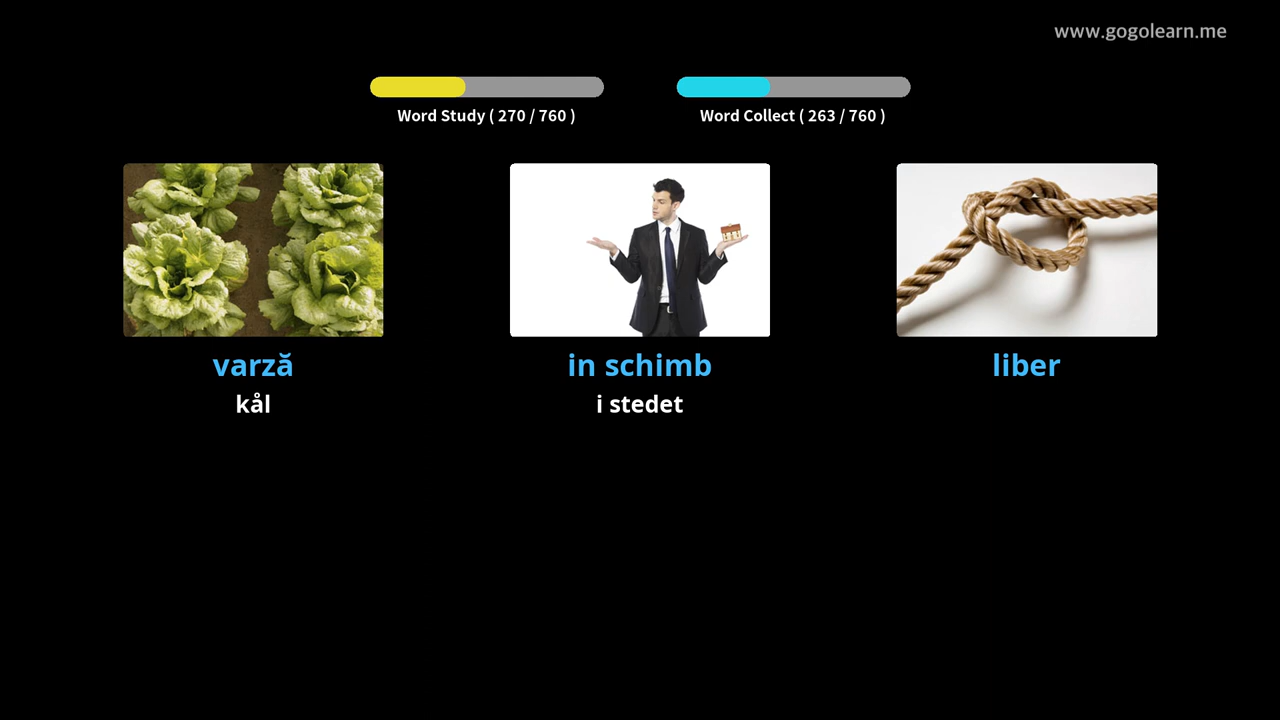 www.gogolearn.me
Word Study ( 270 / 760 )
Word Collect ( 263 / 760 )
varză
in schimb
liber
kål
i stedet